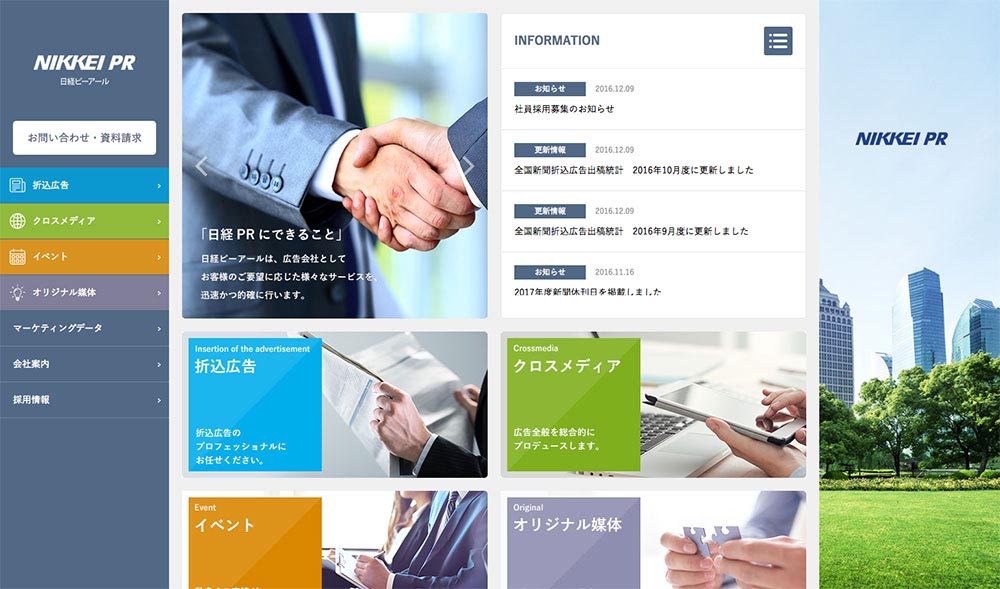 NIKKEI PR
日経ピーアール
お問い合わせ・資料請求
折込広告
クロスメディア
イベント
オリジナル媒体
マーケティングデータ
会社案内
採用情報
「日経 PR にできること」
日経ピーアールは、広告会社として
お客様のご要望に応じた様々なサービスを、
迅速かつ的確に行います。
INFORMATION
お知らせ 2016.12.09
社員採用募集のお知らせ
更新情報 2016.12.09
全国新聞折込広告出稿統計 2016年10月度に更新しました
更新情報 2016.12.09
全国新聞折込広告出稿統計 2016年9月度に更新しました
お知らせ 2016.11.16
2017年度新聞休刊日を掲載しました
Insertion of the advertisement
折込広告
折込広告の
プロフェッショナルに
お任せください。
Crossmedia
クロスメディア
広告全般を総合的に
プロデュースします。
Event
イベント
Original
オリジナル媒体
NIKKEI PR